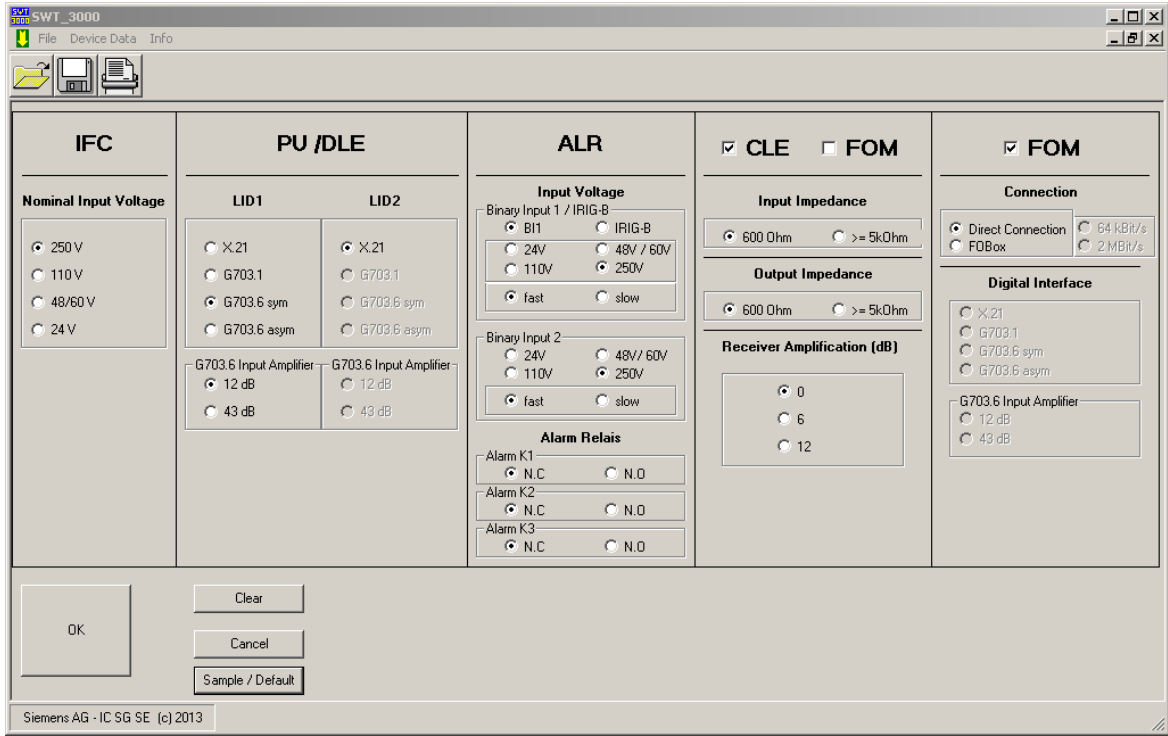 SWT 3000
SWT_3000
File Device Data Info
IFC
Nominal Input Voltage
250 V
110 V
48/60 V
24 V
PU /DLE
LID1
LID2
X.21
X.21
G703.1
G703.1
G703.6 sym
G703.6 sym
G703.6 asym
G703.6 asym
G703.6 Input Amplifier
G703.6 Input Amplifier
12 dB
12 dB
43 dB
43 dB
ALR
Input Voltage
Binary Input 1 / IRIG-B
BI1
IRIG-B
24V
48V / 60V
110V
250V
fast
slow
Binary Input 2
24V
48V/ 60V
110V
250V
fast
slow
Alarm Relais
Alarm K1
N.C
N.O
Alarm K2
N.C
N.O
Alarm K3
N.C
N.O
CLE
FOM
Input Impedance
600 Ohm
>= 5kOhm
Output Impedance
600 Ohm
>= 5kOhm
Receiver Amplification (dB)
0
6
12
FOM
Connection
Direct Connection
64 kBit/s
FOBox
2 MBit/s
Digital Interface
X.21
G703.1
G703.6 sym
G703.6 asym
G703.6 Input Amplifier
12 dB
43 dB
OK
Clear
Cancel
Sample / Default
Siemens AG - IC SG SE (c) 2013